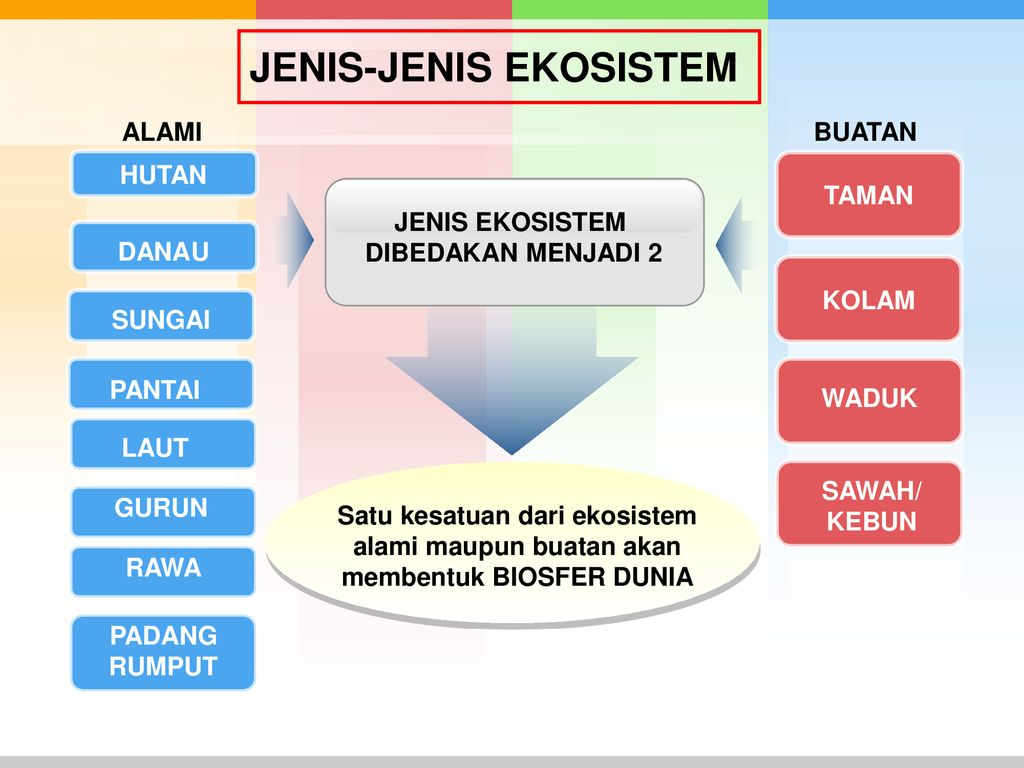 JENIS-JENIS EKOSISTEM
ALAMI
HUTAN
DANAU
SUNGAI
PANTAI
LAUT
GURUN
RAWA
PADANG
RUMPUT
JENIS EKOSISTEM
DIBEDAKAN MENJADI 2
Satu kesatuan dari ekosistem
alami maupun buatan akan
membentuk BIOSFER DUNIA
BUATAN
TAMAN
KOLAM
WADUK
SAWAH/
KEBUN